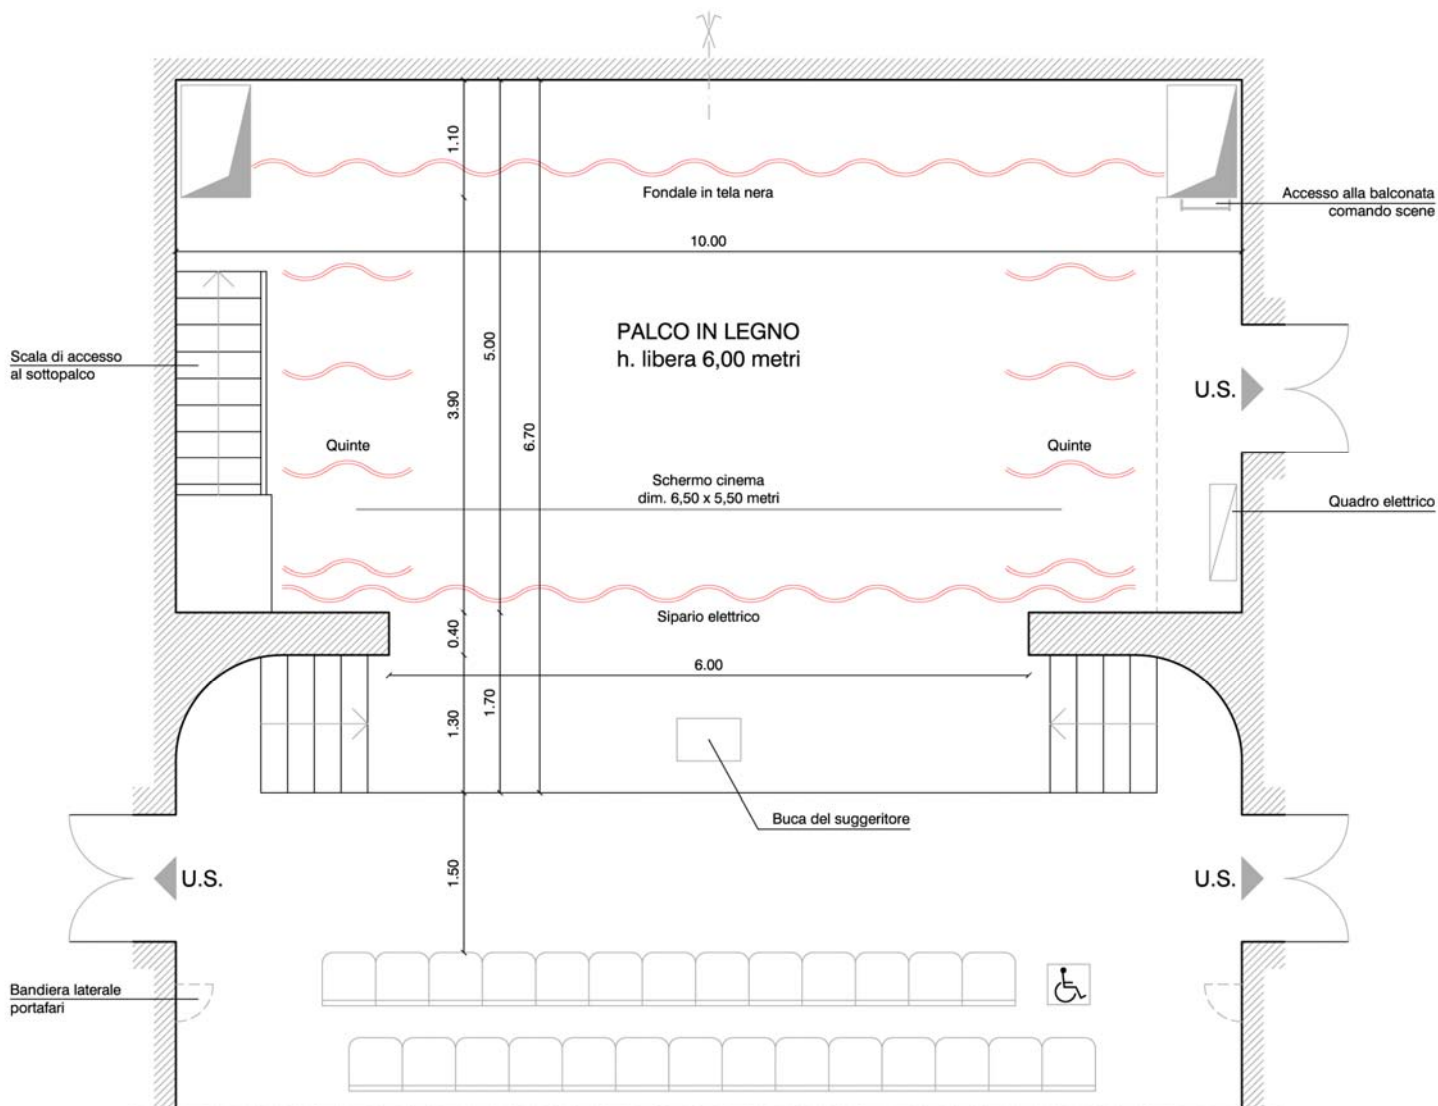 1.10
Fondale in tela nera
Accesso alla balconata
comando scene
10.00
PALCO IN LEGNO
h. libera 6,00 metri
5.00
Scala di accesso
al sottopalco
U.S.
3.90
6.70
Quinte
Quinte
Schermo cinema
dim. 6,50 x 5,50 metri
Quadro elettrico
Sipario elettrico
0.40
6.00
1.70
1.30
Buca del suggeritore
1.50
U.S.
U.S.
Bandiera laterale
portafari